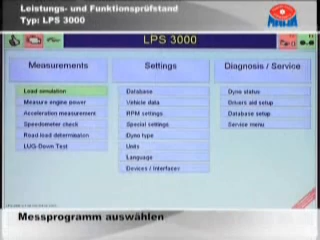 Leistungs- und Funktionsprüfstand
Typ: LPS 3000
MAHA
LPS 3000
Measurements
Settings
Diagnosis / Service
Load simulation
Measure engine power
Acceleration measurement
Speedometer check
Road load determination
LUG-Down Test
Database
Vehicle data
RPM settings
Special settings
Dyno type
Units
Language
Devices / Interfaces
Dyno status
Drivers aid setup
Database setup
Service menu
Messprogramm auswählen